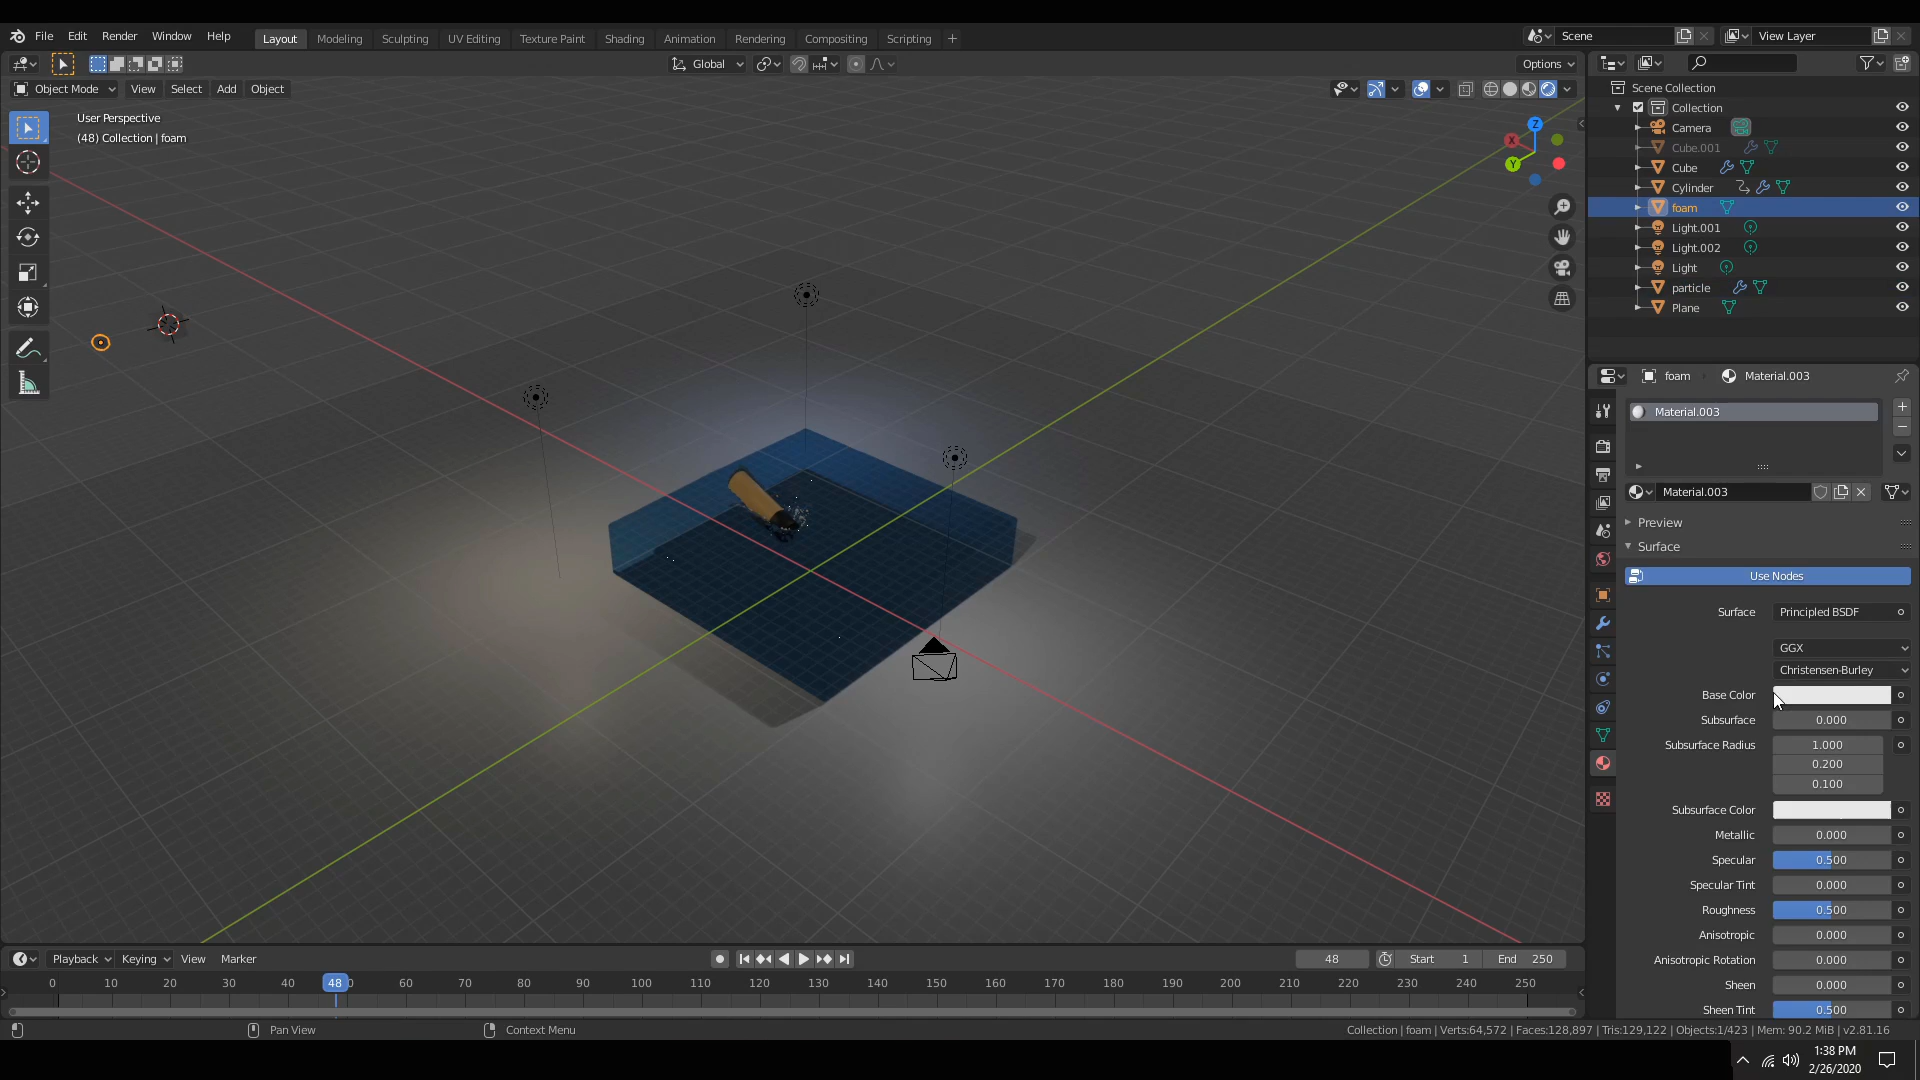 File Edit Render Window Help Layout Modeling Sculpting UV Editing Texture Paint Shading Animation Rendering Compositing Scripting +
Scene View Layer
Global Options
Object Mode View Select Add Object
User Perspective
(48) Collection | foam
X
Y
Z
Scene Collection
Collection
Camera
Cube.001
Cube
Cylinder
foam
Light.001
Light.002
Light
particle
Plane
foam Material.003
Material.003
Material.003
Preview
Surface
Use Nodes
Surface Principled BSDF
GGX
Christensen-Burley
Base Color
Subsurface 0.000
Subsurface Radius 1.000
0.200
0.100
Subsurface Color
Metallic 0.000
Specular 0.500
Specular Tint 0.000
Roughness 0.500
Anisotropic 0.000
Anisotropic Rotation 0.000
Sheen 0.000
Sheen Tint 0.500
Playback Keying View Marker 48 Start 1 End 250
0 10 20 30 40 48 0 60 70 80 90 100 110 120 130 140 150 160 170 180 190 200 210 220 230 240 250
Pan View Context Menu Collection | foam | Verts:64,572 | Faces:128,897 | Tris:129,122 | Objects:1/423 | Mem: 90.2 MiB | v2.81.16
1:38 PM
2/26/2020